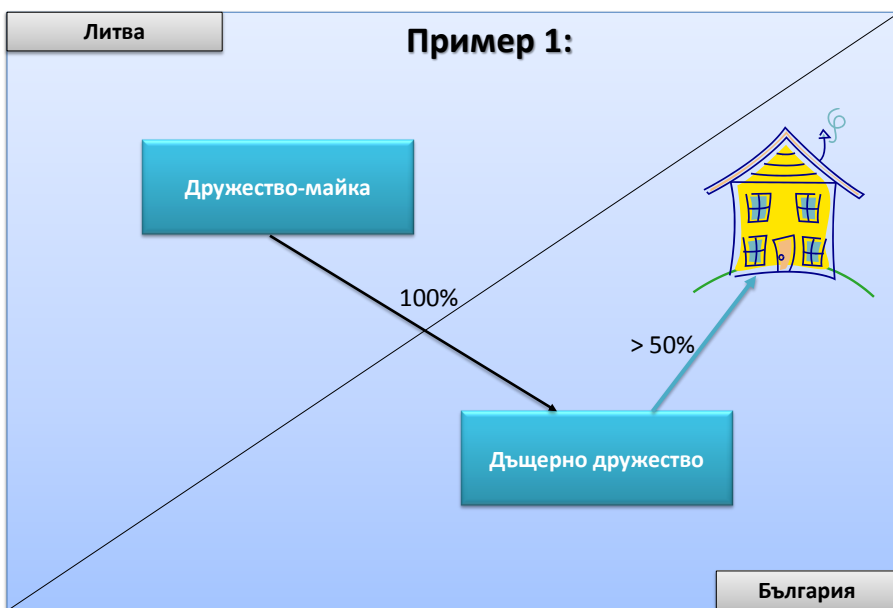 Литва
Пример 1:
Дружество-майка
100%
> 50%
Дъщерно дружество
България